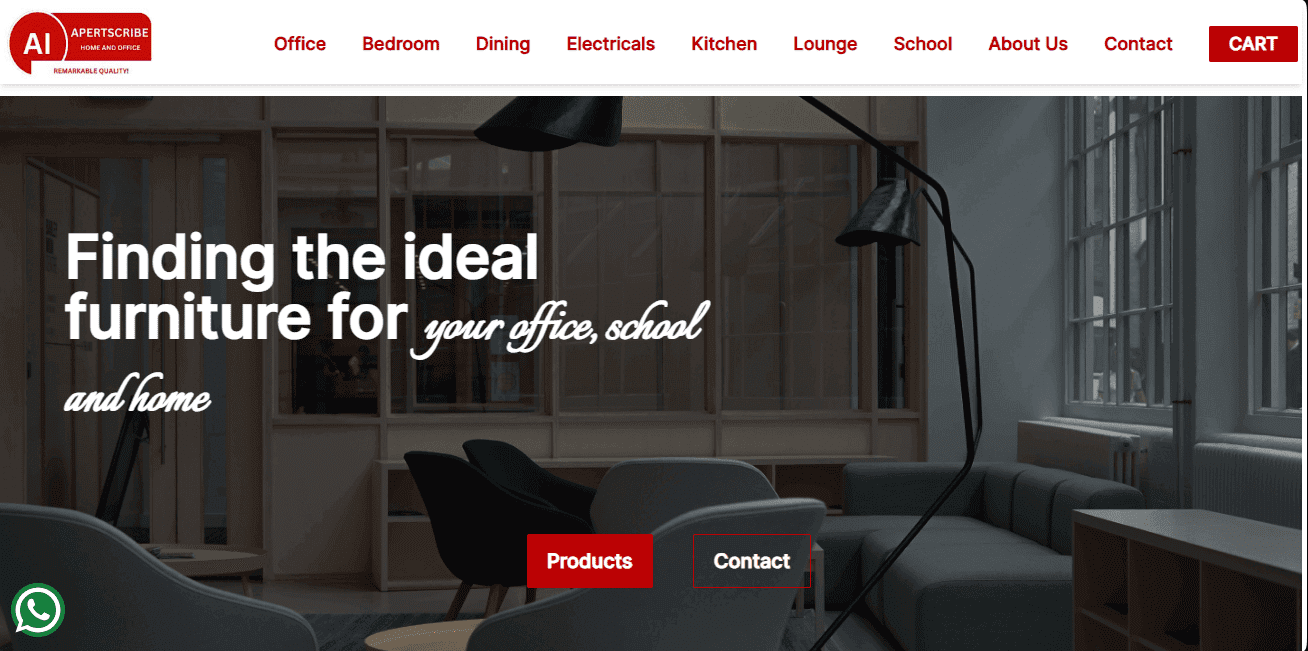 AI
APERTSCRIBE
HOME AND OFFICE
REMARKABLE QUALITY!
Office Bedroom Dining Electricals Kitchen Lounge School About Us Contact CART
Finding the ideal
furniture for your office, school
and home
Products Contact